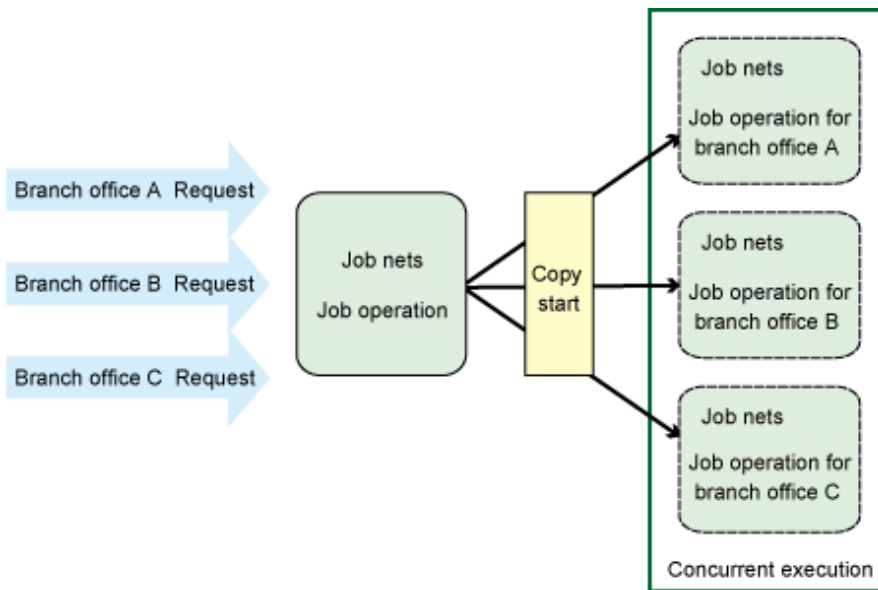 Branch office A Request
Branch office B Request
Branch office C Request
Job nets
Job operation
Copy
start
Job nets
Job operation for
branch office A
Job nets
Job operation for
branch office B
Job nets
Job operation for
branch office C
Concurrent execution